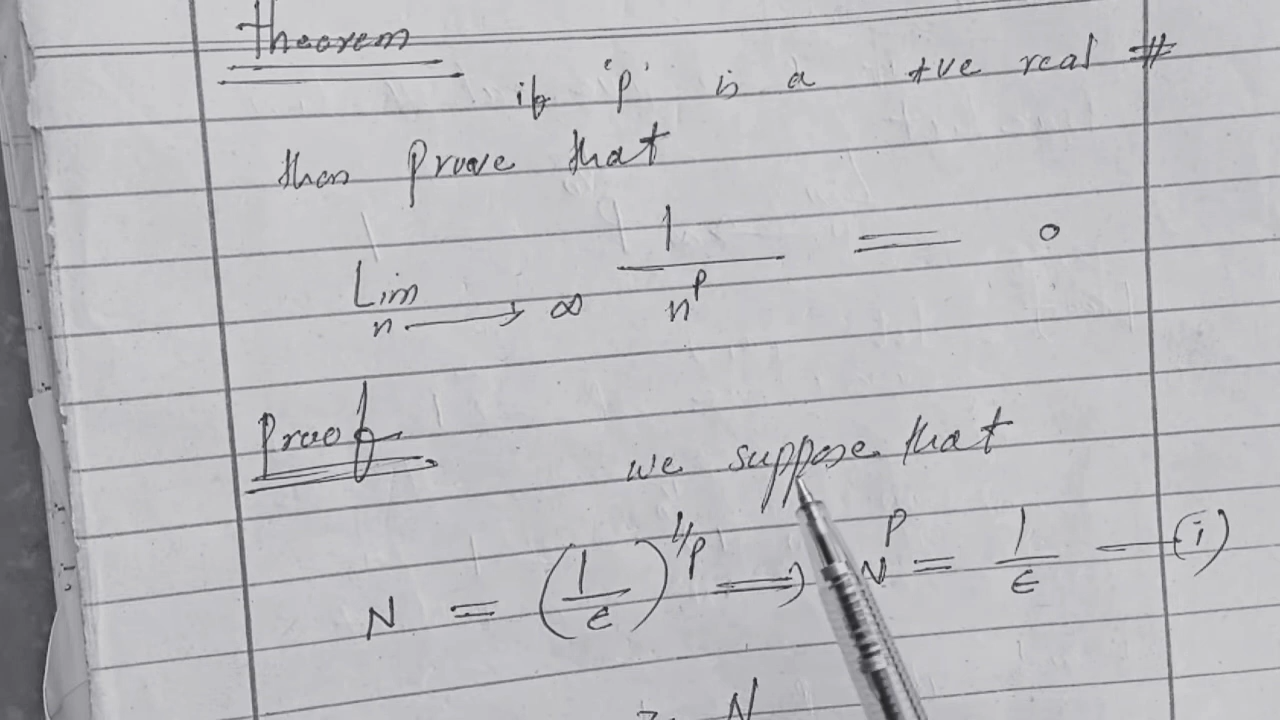 Theorem
if 'p' is a +ve real #
then prove that
Lim n → ∞ 1/n^p = 0
Proof we suppose that
N = (1/ε)^1/p ⟹ N^p = 1/ε — (i)
N